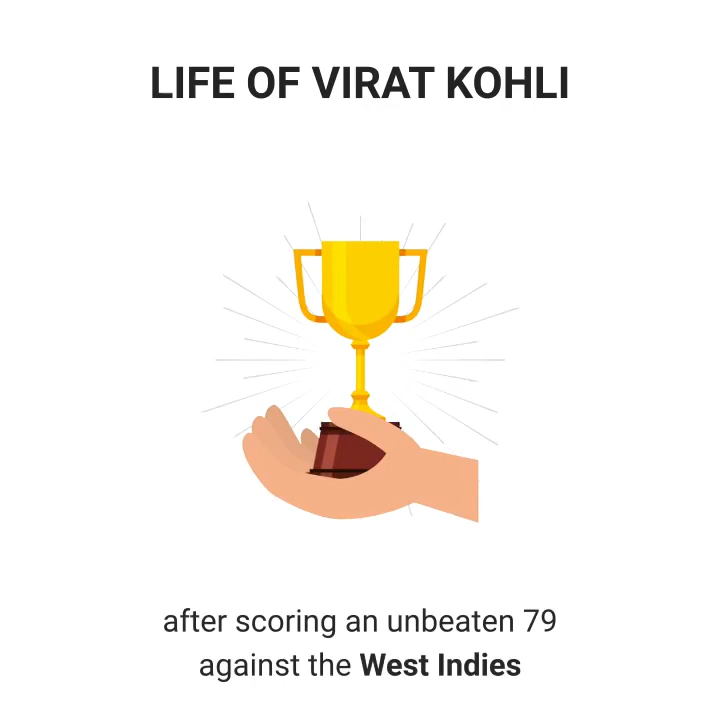 LIFE OF VIRAT KOHLI
after scoring an unbeaten 79
against the West Indies